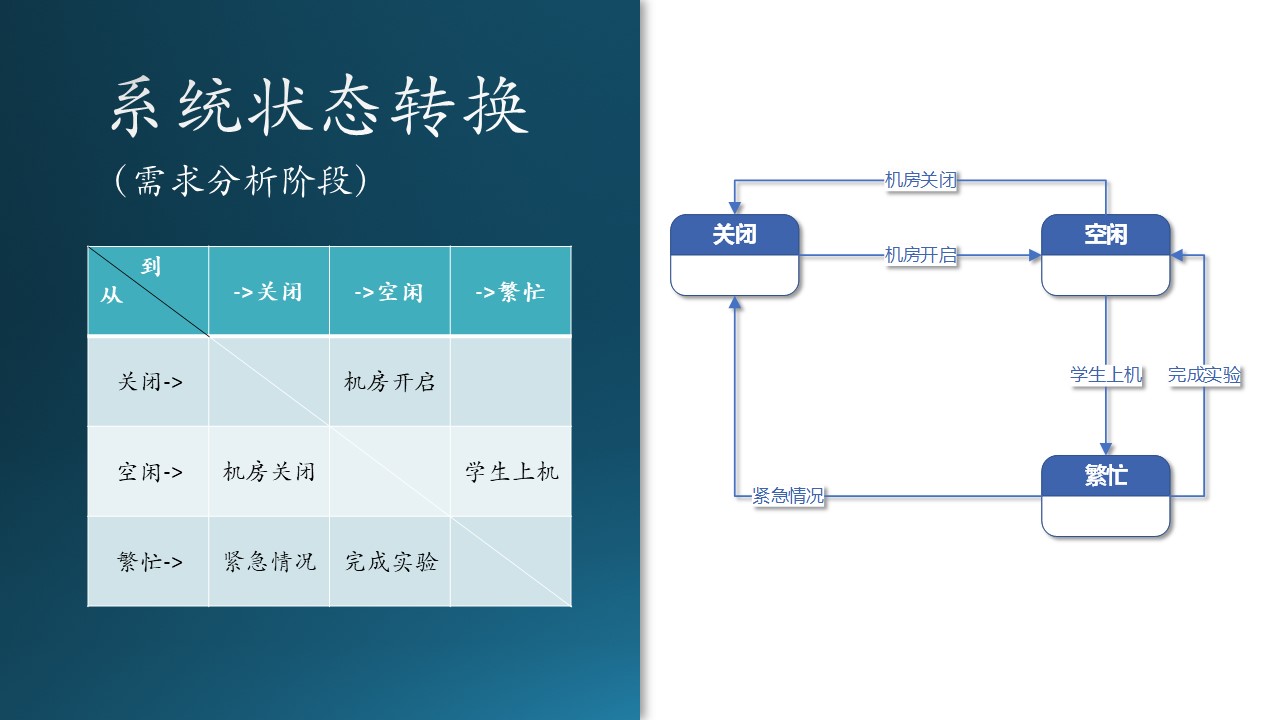 系统状态转换
（需求分析阶段）
到
从
->关闭 ->空闲 ->繁忙
关闭-> 机房开启
空闲-> 机房关闭 学生上机
繁忙-> 紧急情况 完成实验
机房关闭
关闭
空闲
机房开启
学生上机
完成实验
繁忙
紧急情况